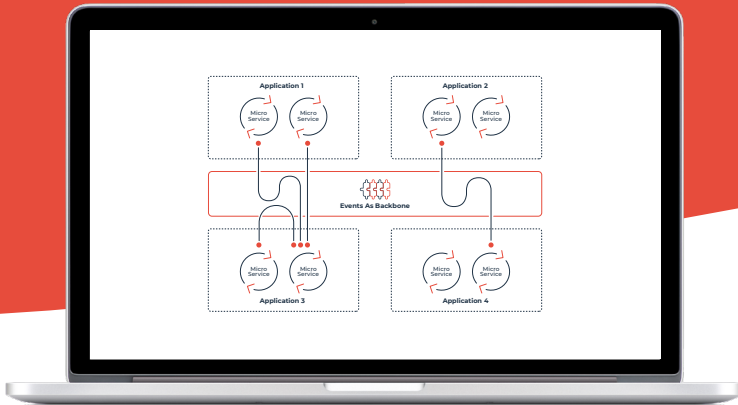 Application 1
Application 2
Micro
Service
Micro
Service
Micro
Service
Micro
Service
Events As Backbone
Micro
Service
Micro
Service
Micro
Service
Micro
Service
Application 3
Application 4